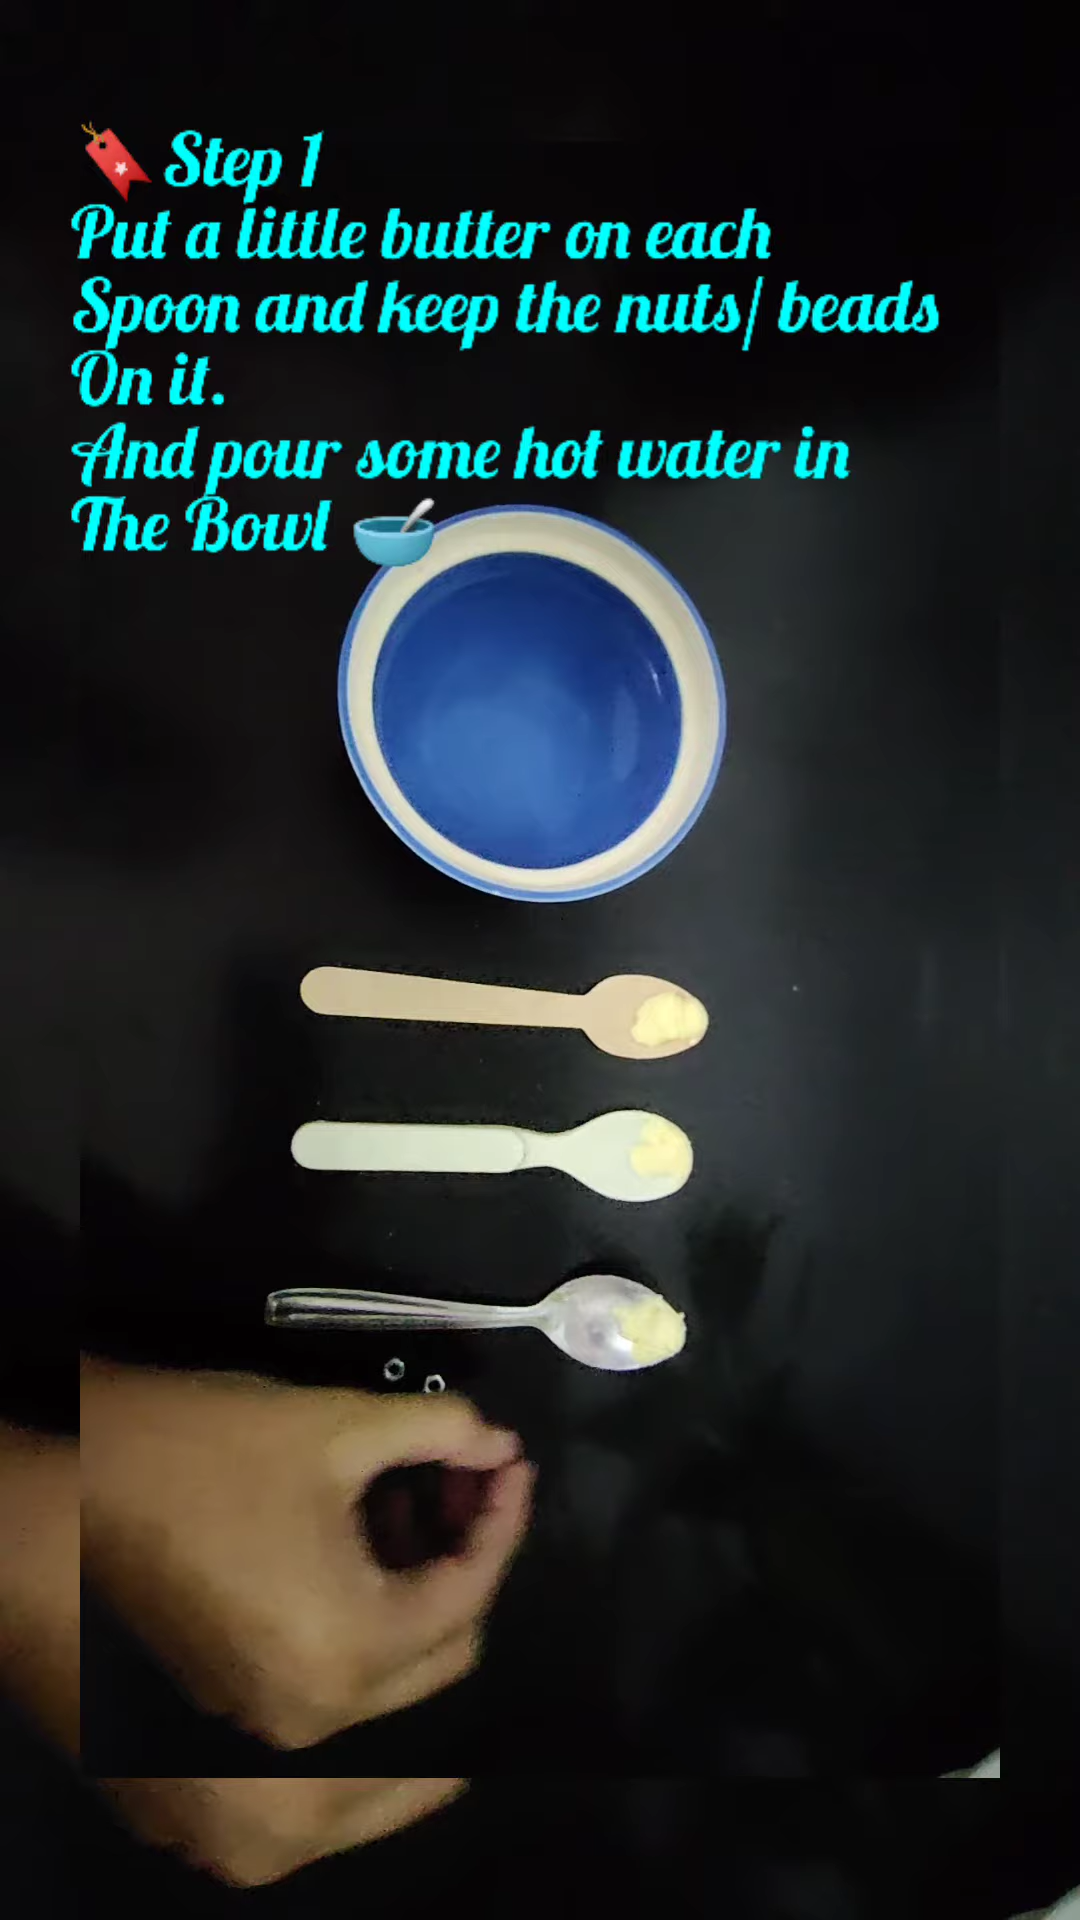 🔖 Step 1
Put a little butter on each
Spoon and keep the nuts/ beads
On it.
And pour some hot water in
The Bowl 🥣